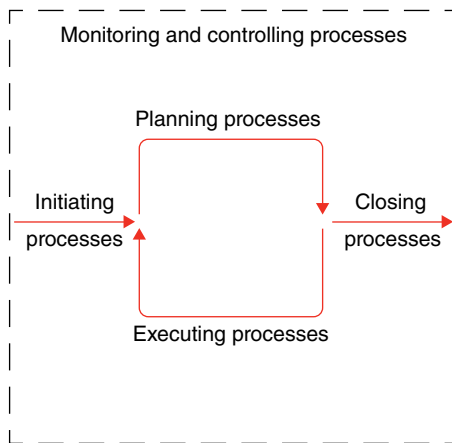 Monitoring and controlling processes
Planning processes
Initiating
processes
Closing
processes
Executing processes